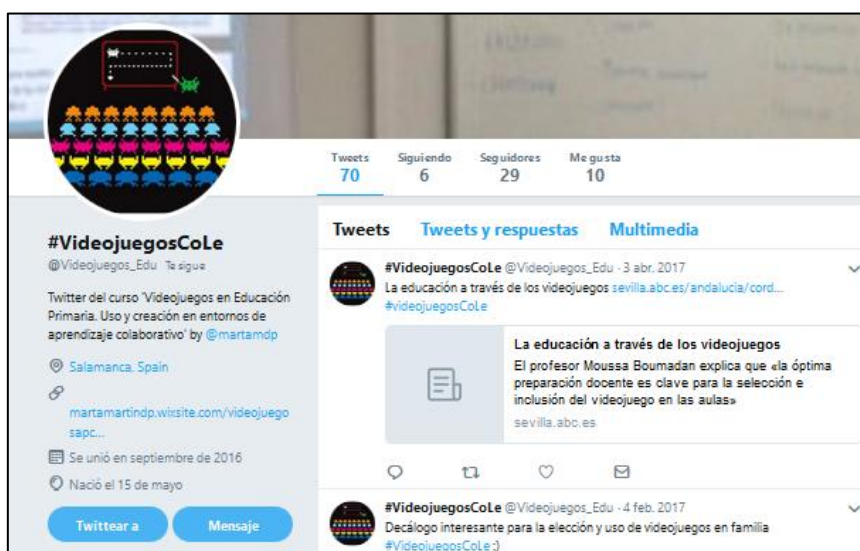 Tweets Siguiendo Seguidores Me gusta
70 6 29 10
#VideojuegosCoLe
@Videojuegos_Edu Te sigue
Twitter del curso 'Videojuegos en Educación
Primaria. Uso y creación en entornos de
aprendizaje colaborativo' by @martamdp
Salamanca, Spain
martamartindp.wixsite.com/videojuego
sapc...
Se unió en septiembre de 2016
Nació el 15 de mayo
Twittear a Mensaje
Tweets Tweets y respuestas Multimedia
#VideojuegosCoLe @Videojuegos_Edu · 3 abr. 2017
La educación a través de los videojuegos sevilla.abc.es/andalucia/cord...
#videojuegosCoLe
La educación a través de los videojuegos
El profesor Moussa Boumadan explica que «la óptima
preparación docente es clave para la selección e
inclusión del videojuego en las aulas»
sevilla.abc.es
#VideojuegosCoLe @Videojuegos_Edu · 4 feb. 2017
Decálogo interesante para la elección y uso de videojuegos en familia
#VideojuegosCoLe ;)